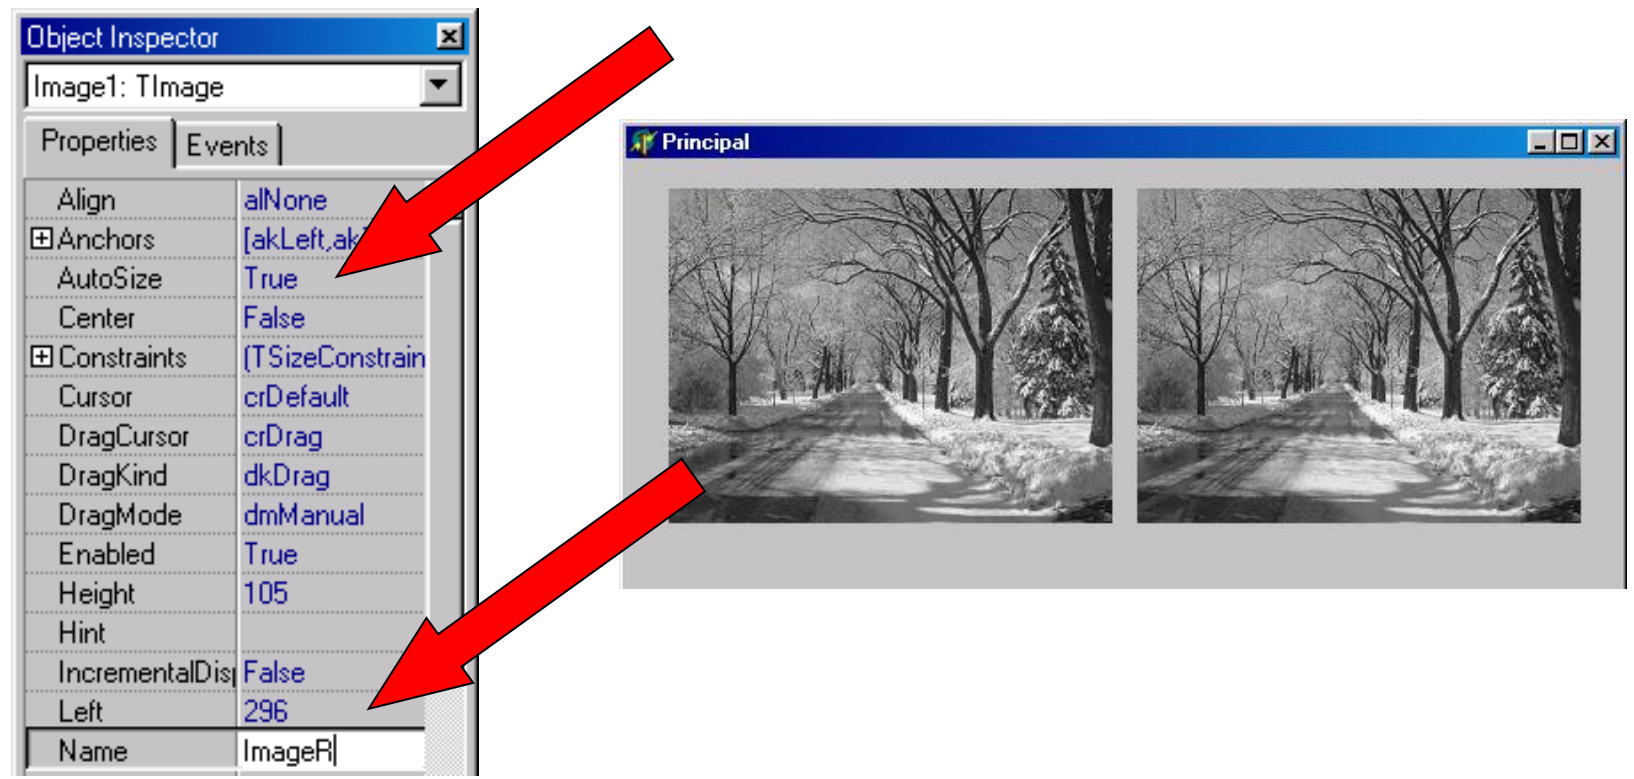 Object Inspector
Image1: TImage
Properties Events
Align alNone
Anchors [akLeft,ak
AutoSize True
Center False
Constraints (TSizeConstrain
Cursor crDefault
DragCursor crDrag
DragKind dkDrag
DragMode dmManual
Enabled True
Height 105
Hint
IncrementalDisp False
Left 296
Name ImageR
Principal